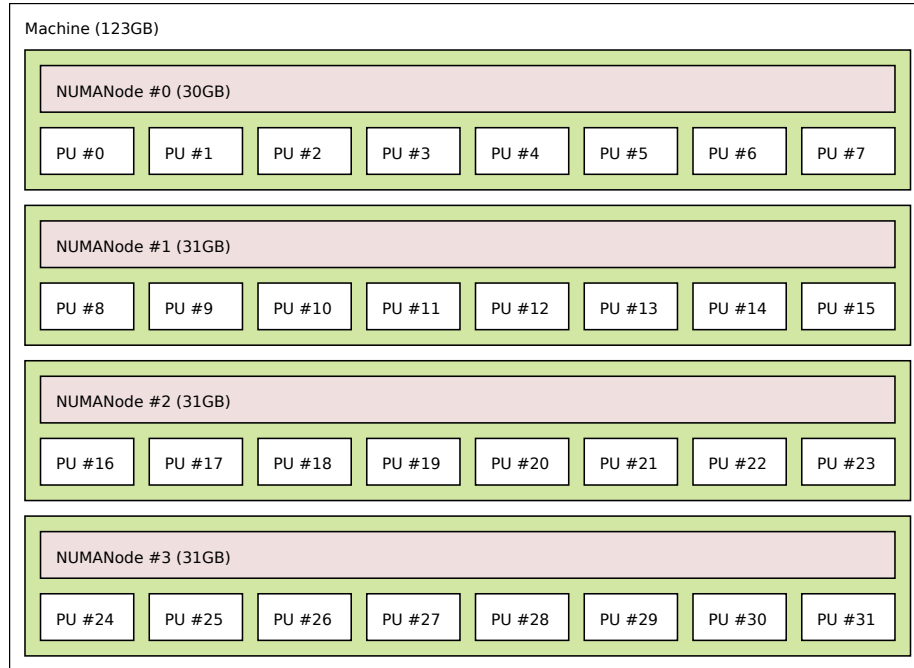 Machine (123GB)
NUMANode #0 (30GB)
PU #0 PU #1 PU #2 PU #3 PU #4 PU #5 PU #6 PU #7
NUMANode #1 (31GB)
PU #8 PU #9 PU #10 PU #11 PU #12 PU #13 PU #14 PU #15
NUMANode #2 (31GB)
PU #16 PU #17 PU #18 PU #19 PU #20 PU #21 PU #22 PU #23
NUMANode #3 (31GB)
PU #24 PU #25 PU #26 PU #27 PU #28 PU #29 PU #30 PU #31